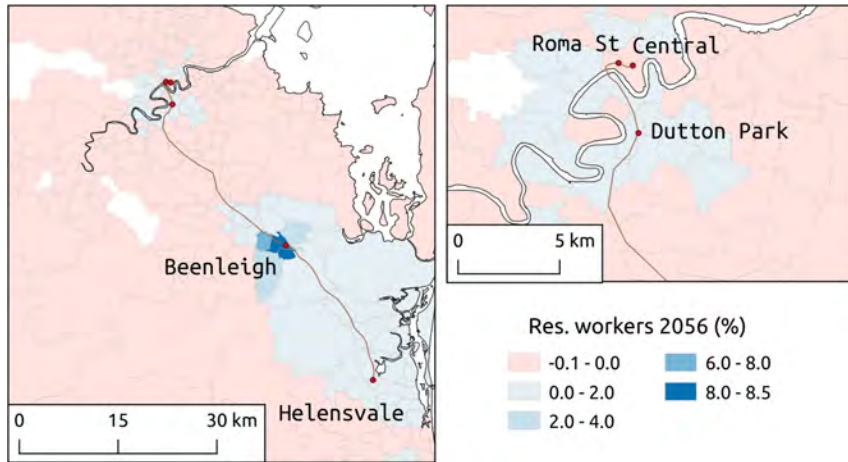 Beenleigh
Helensvale
0 15 30 km
Roma St Central
Dutton Park
0 5 km
Res. workers 2056 (%)
-0.1 - 0.0
0.0 - 2.0
2.0 - 4.0
6.0 - 8.0
8.0 - 8.5